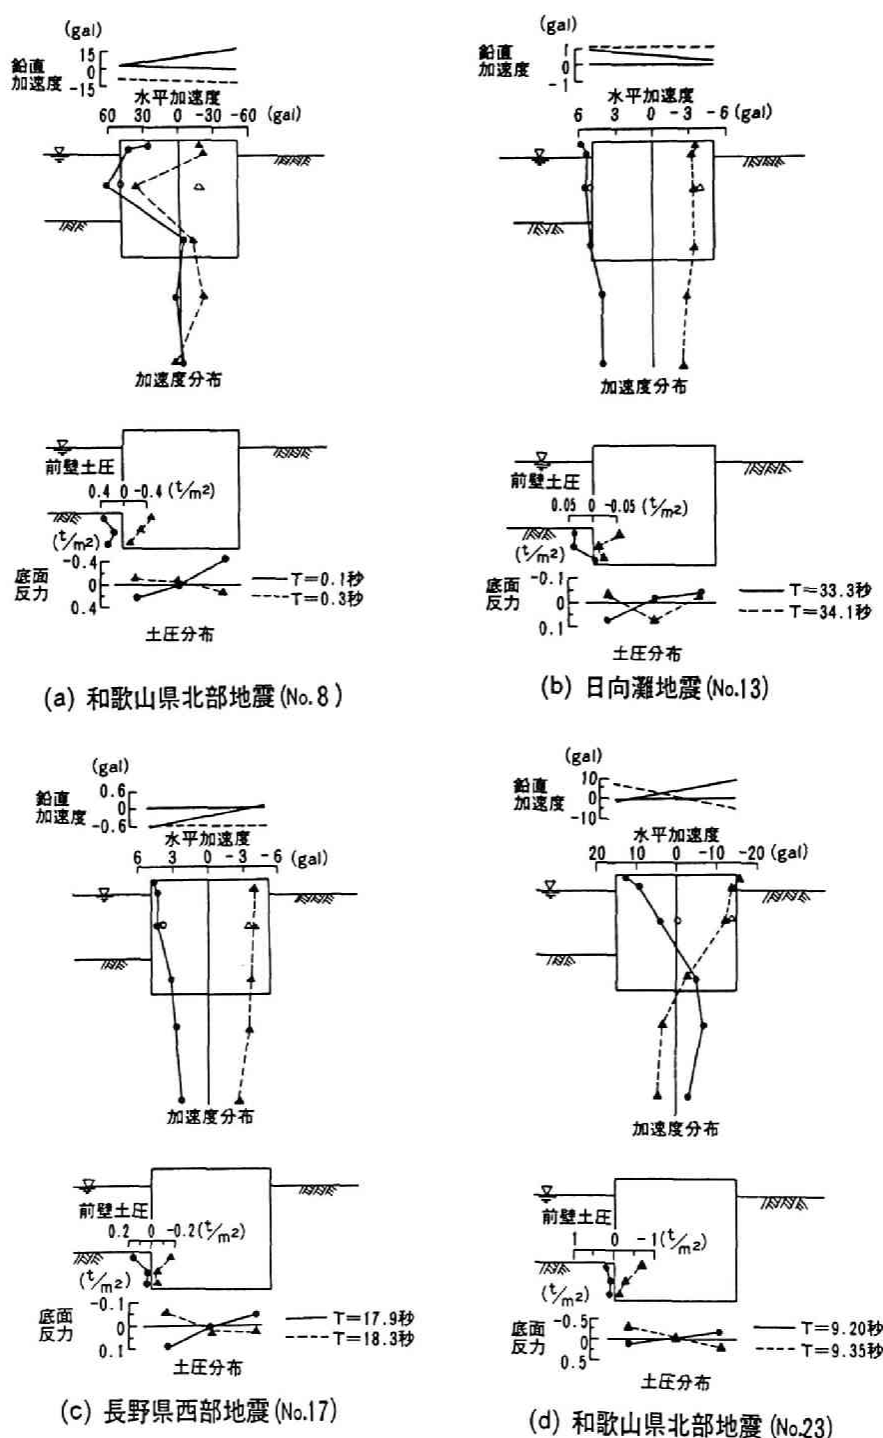 (gal)
鉛直
加速度
15
0
-15
水平加速度
60 30 0 -30 -60 (gal)
加速度分布
前壁土圧
0.4 0 -0.4 (t/m²)
(t/m²)
底面
反力
-0.4
0
0.4
T=0.1秒
T=0.3秒
土圧分布
(a) 和歌山県北部地震(No.8)
(gal)
鉛直
加速度
1
0
-1
水平加速度
6 3 0 -3 -6 (gal)
加速度分布
前壁土圧
0.05 0 -0.05 (t/m²)
(t/m²)
底面
反力
-0.1
0
0.1
T=33.3秒
T=34.1秒
土圧分布
(b) 日向灘地震(No.13)
(gal)
鉛直
加速度
0.6
0
-0.6
水平加速度
6 3 0 -3 -6 (gal)
加速度分布
前壁土圧
0.2 0 -0.2 (t/m²)
(t/m²)
底面
反力
-0.1
0
0.1
T=17.9秒
T=18.3秒
土圧分布
(c) 長野県西部地震(No.17)
(gal)
鉛直
加速度
10
0
-10
水平加速度
20 10 0 -10 -20 (gal)
加速度分布
前壁土圧
1 0 -1 (t/m²)
(t/m²)
底面
反力
-0.5
0
0.5
T=9.20秒
T=9.35秒
土圧分布
(d) 和歌山県北部地震(No.23)